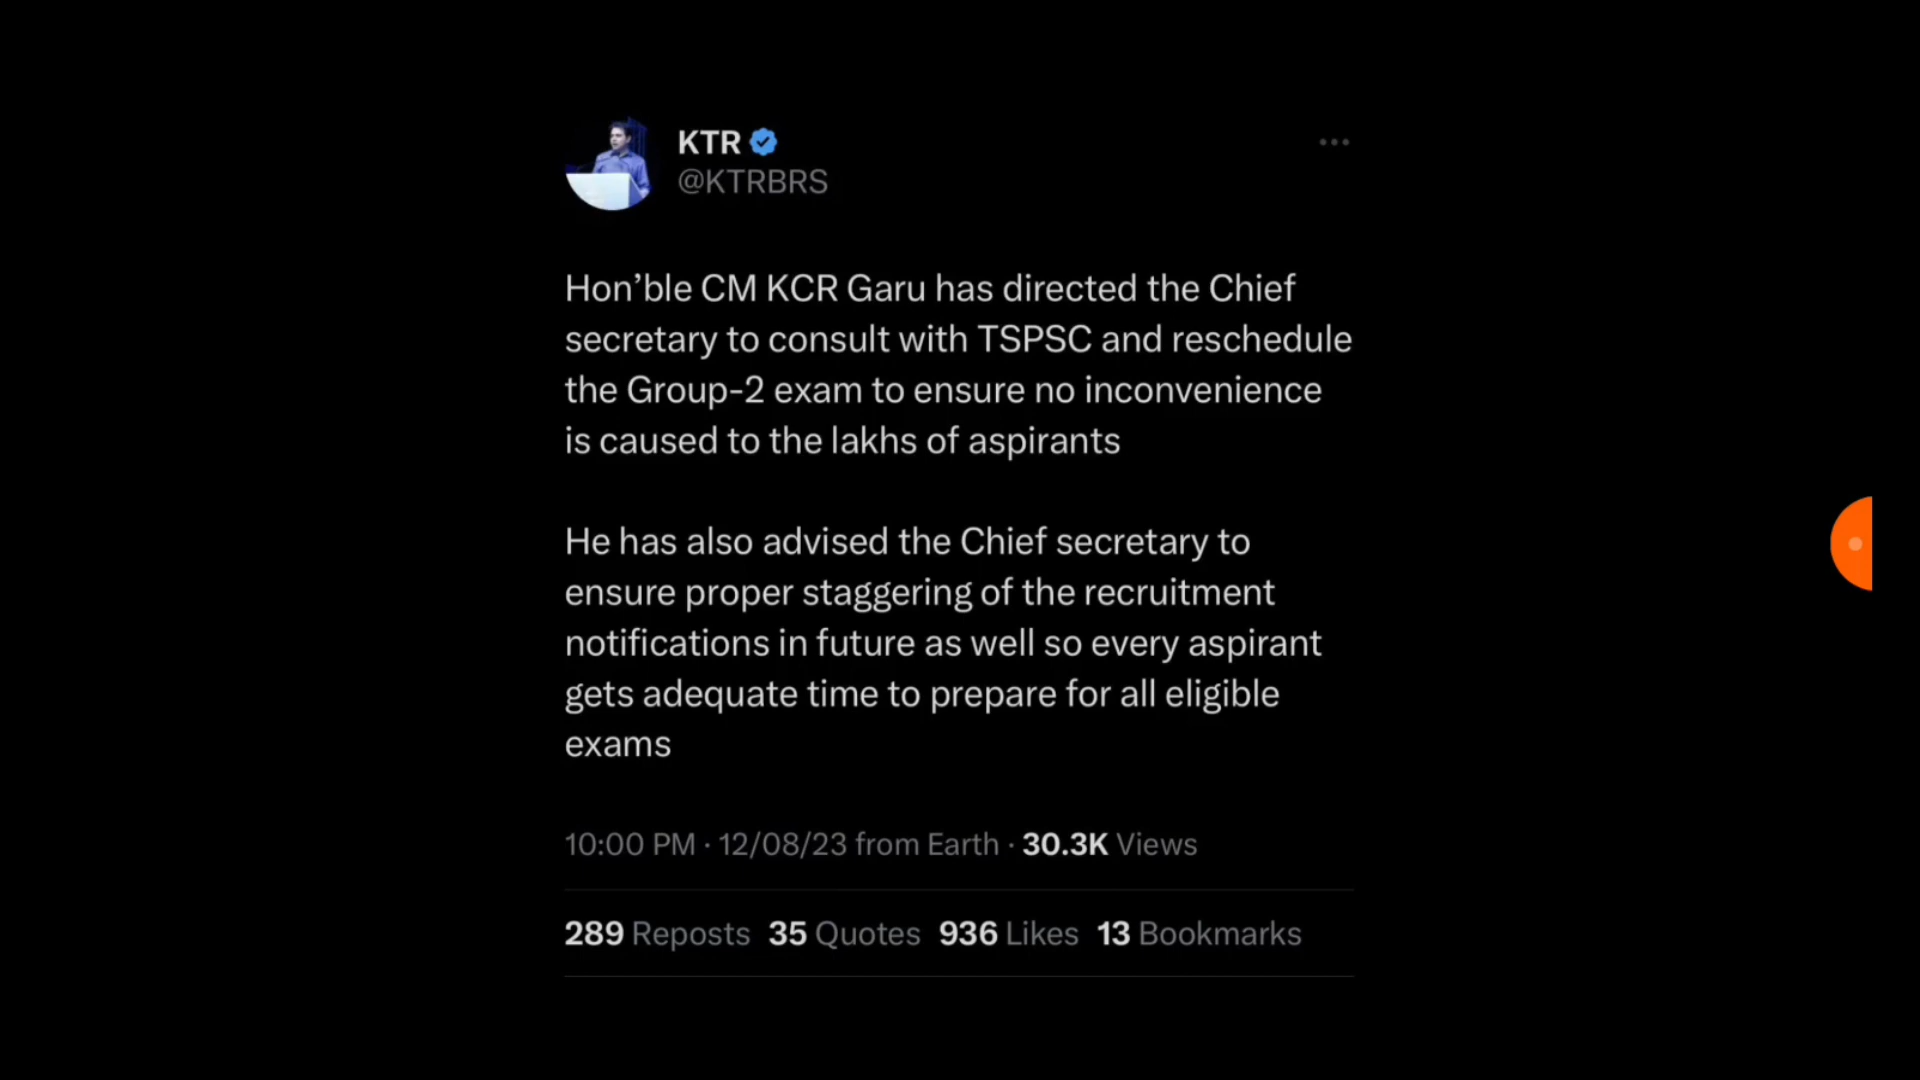 KTR
@KTRBRS
Hon’ble CM KCR Garu has directed the Chief
secretary to consult with TSPSC and reschedule
the Group-2 exam to ensure no inconvenience
is caused to the lakhs of aspirants
He has also advised the Chief secretary to
ensure proper staggering of the recruitment
notifications in future as well so every aspirant
gets adequate time to prepare for all eligible
exams
10:00 PM · 12/08/23 from Earth · 30.3K Views
289 Reposts 35 Quotes 936 Likes 13 Bookmarks